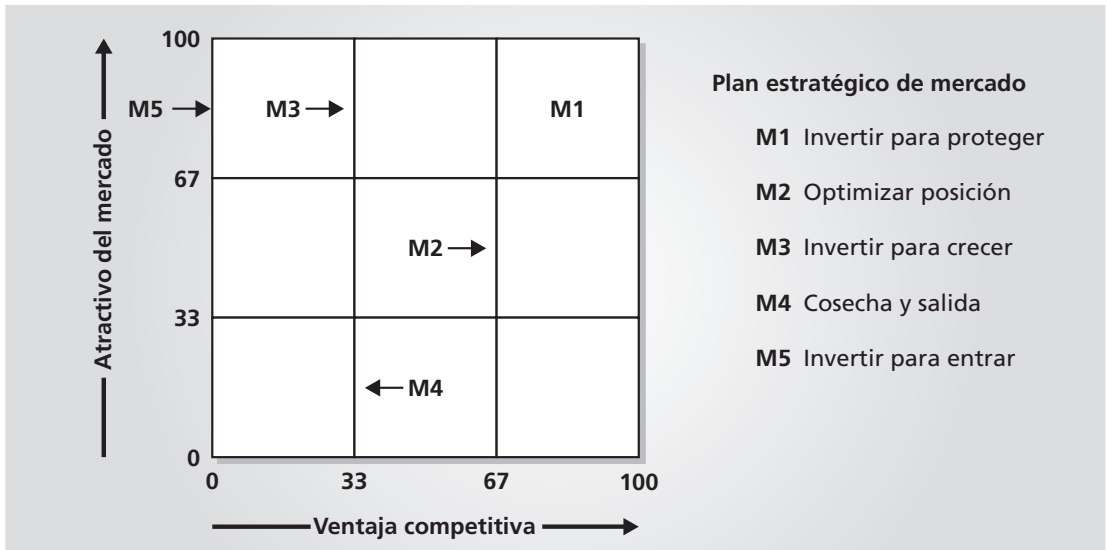 100
M5
M3
M1
67
M2
33
M4
0
0 33 67 100
Atractivo del mercado
Ventaja competitiva
Plan estratégico de mercado
M1 Invertir para proteger
M2 Optimizar posición
M3 Invertir para crecer
M4 Cosecha y salida
M5 Invertir para entrar